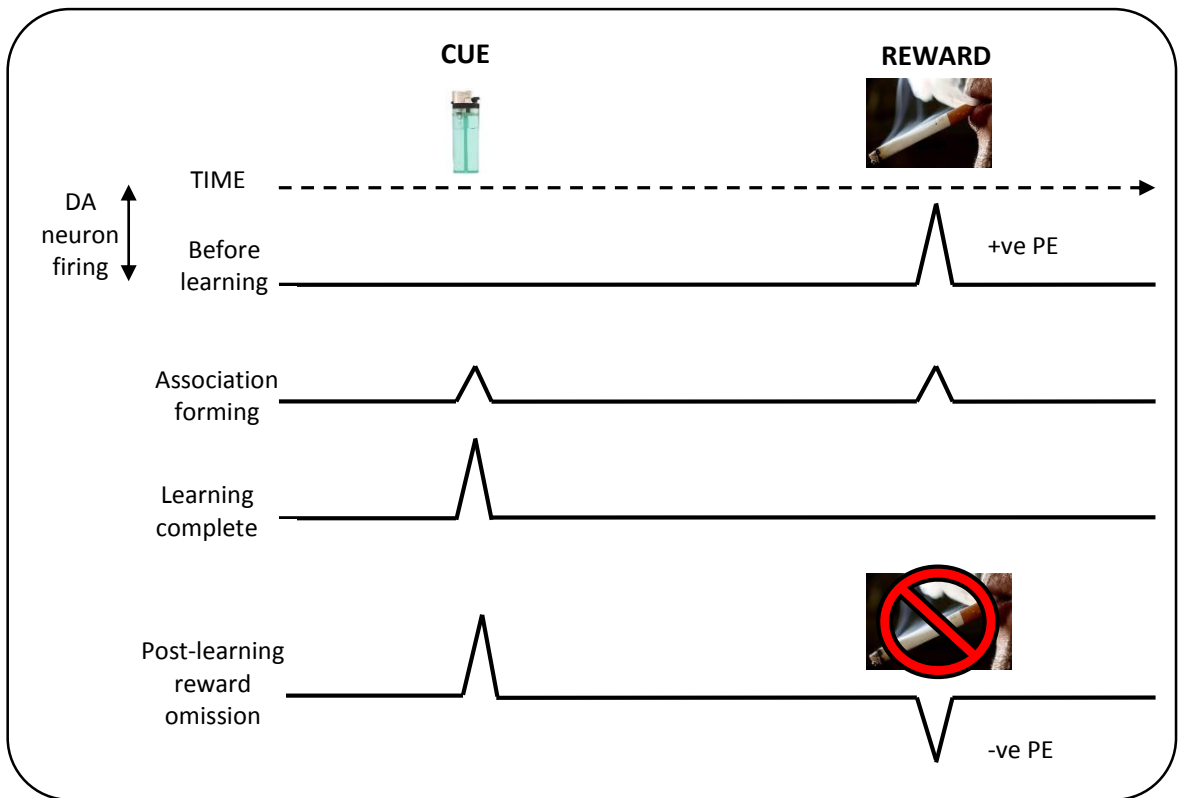 CUE
REWARD
TIME
DA
neuron
firing
Before
learning
+ve PE
Association
forming
Learning
complete
Post-learning
reward
omission
-ve PE